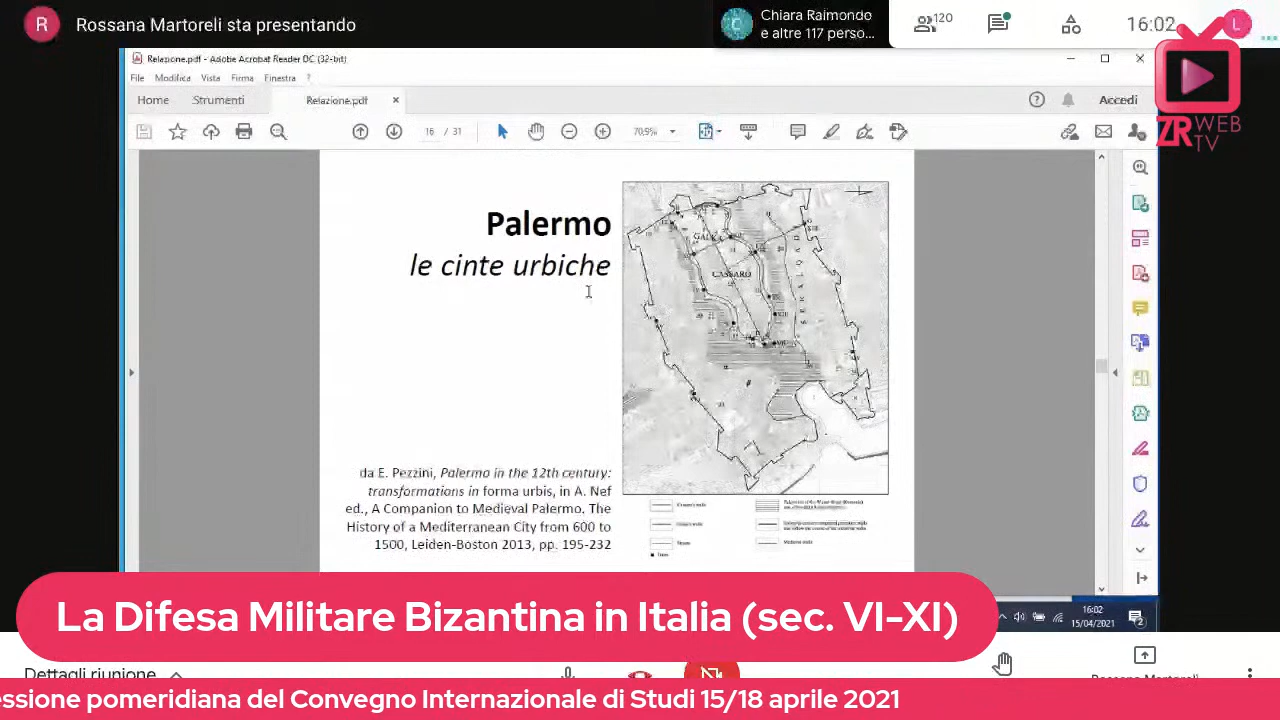 R
Rossana Martoreli sta presentando
C
Chiara Raimondo
e altre 117 perso...
120
16:02
L
ZR WEB
TV
Relazione.pdf - Adobe Acrobat Reader DC (32-bit)
File Modifica Vista Firma Finestra ?
Home Strumenti Relazione.pdf × Accedi
16 / 31 70,9%
Palermo
le cinte urbiche
CASSARO
da E. Pezzini, Palermo in the 12th century:
transformations in forma urbis, in A. Nef
ed., A Companion to Medieval Palermo. The
History of a Mediterranean City from 600 to
1500, Leiden-Boston 2013, pp. 195-232
16:02
15/04/2021
La Difesa Militare Bizantina in Italia (sec. VI-XI)
Dettagli riunione
essione pomeridiana del Convegno Internazionale di Studi 15/18 aprile 2021